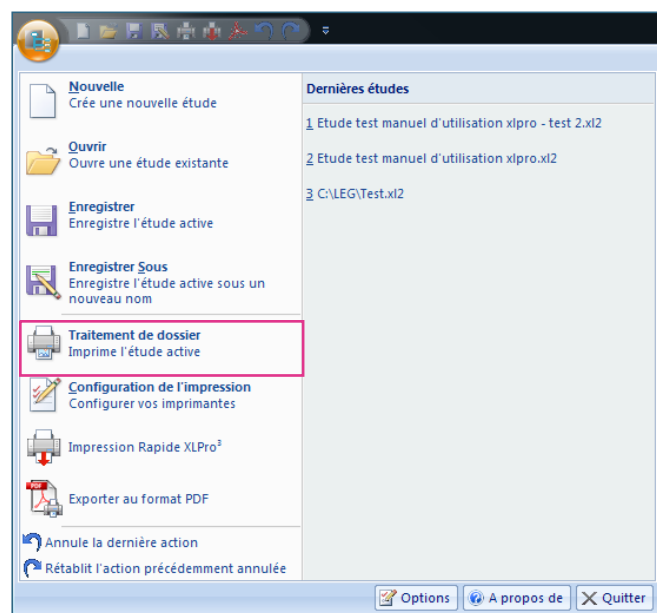 Nouvelle
Crée une nouvelle étude
Ouvrir
Ouvre une étude existante
Enregistrer
Enregistre l'étude active
Enregistrer Sous
Enregistre l'étude active sous un
nouveau nom
Traitement de dossier
Imprime l'étude active
Configuration de l'impression
Configurer vos imprimantes
Impression Rapide XLPro³
PDF
Exporter au format PDF
Annule la dernière action
Rétablit l'action précédemment annulée
Dernières études
1 Etude test manuel d'utilisation xlpro - test 2.xl2
2 Etude test manuel d'utilisation xlpro.xl2
3 C:\LEG\Test.xl2
Options
A propos de
Quitter